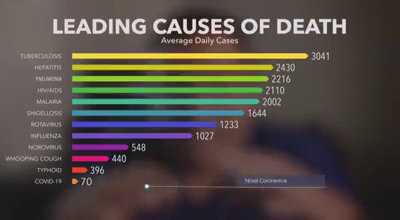 LEADING CAUSES OF DEATH
Average Daily Cases
TUBERCULOSIS 3041
HEPATITIS 2430
PNEUMONIA 2216
HIV/AIDS 2110
MALARIA 2002
SHIGELLOSIS 1644
ROTAVIRUS 1233
INFLUENZA 1027
NOROVIRUS 548
WHOOPING COUGH 440
TYPHOID 396
COVID-19 70
Novel Coronavirus